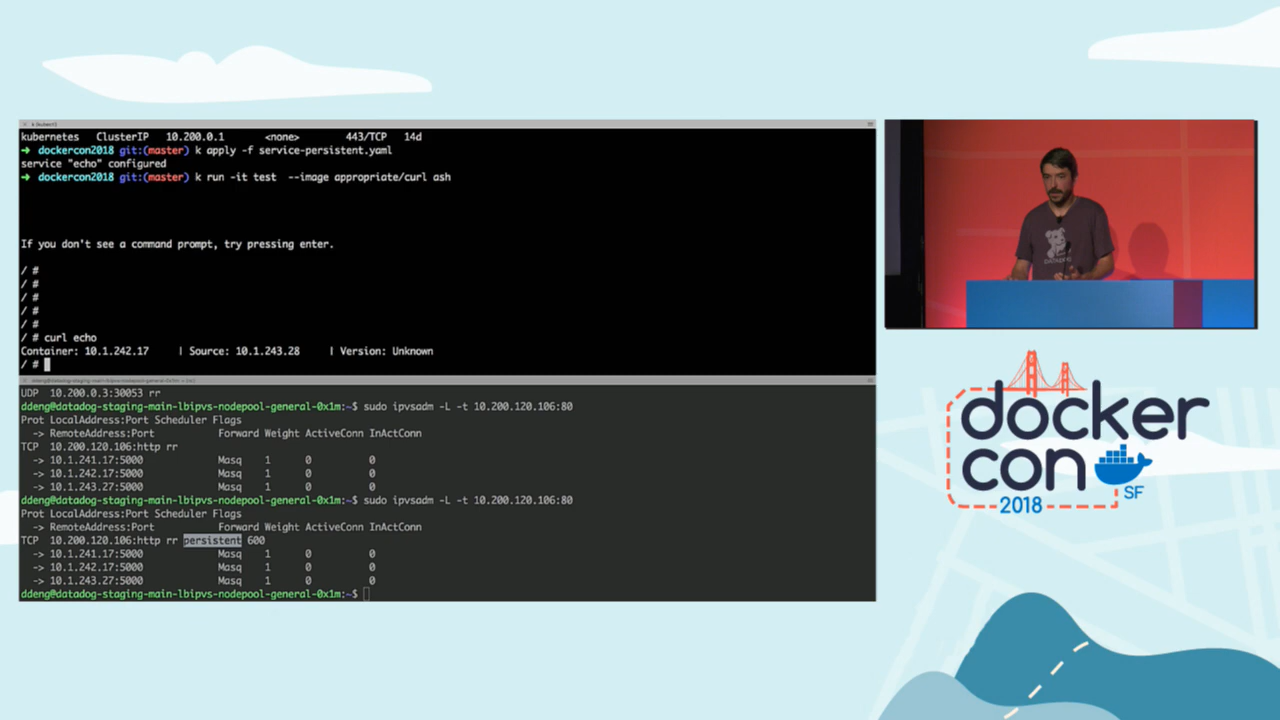 kubernetes ClusterIP 10.200.0.1 <none> 443/TCP 14d
→ dockercon2018 git:(master) k apply -f service-persistent.yaml
service "echo" configured
→ dockercon2018 git:(master) k run -it test --image appropriate/curl ash
If you don't see a command prompt, try pressing enter.
/ #
/ #
/ #
/ #
/ #
/ # curl echo
Container: 10.1.242.17 | Source: 10.1.243.28 | Version: Unknown
/ #
UDP 10.200.0.3:30053 rr
ddeng@datadog-staging-main-lbipvs-nodepool-general-0x1m:~$ sudo ipvsadm -L -t 10.200.120.106:80
Prot LocalAddress:Port Scheduler Flags
-> RemoteAddress:Port Forward Weight ActiveConn InActConn
TCP 10.200.120.106:http rr
-> 10.1.241.17:5000 Masq 1 0 0
-> 10.1.242.17:5000 Masq 1 0 0
-> 10.1.243.27:5000 Masq 1 0 0
ddeng@datadog-staging-main-lbipvs-nodepool-general-0x1m:~$ sudo ipvsadm -L -t 10.200.120.106:80
Prot LocalAddress:Port Scheduler Flags
-> RemoteAddress:Port Forward Weight ActiveConn InActConn
TCP 10.200.120.106:http rr persistent 600
-> 10.1.241.17:5000 Masq 1 0 0
-> 10.1.242.17:5000 Masq 1 0 0
-> 10.1.243.27:5000 Masq 1 0 0
ddeng@datadog-staging-main-lbipvs-nodepool-general-0x1m:~$
DATADOG
docker
con
2018
SF